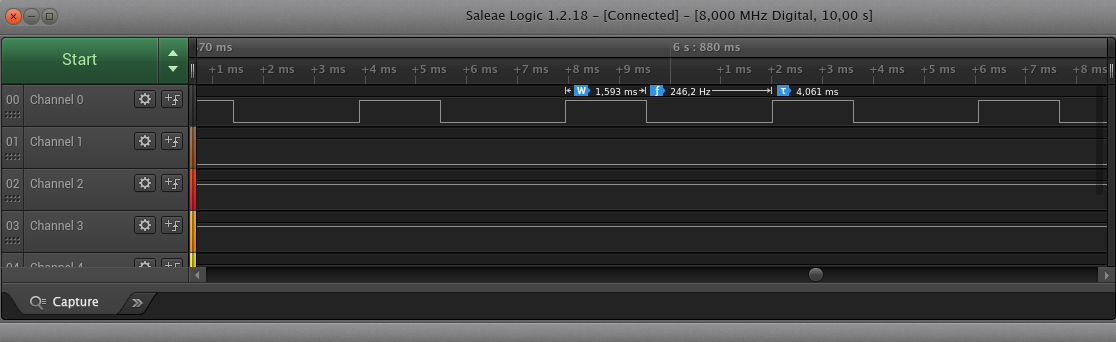 Saleae Logic 1.2.18 – [Connected] – [8,000 MHz Digital, 10,00 s]
Start
70 ms
6 s : 880 ms
+1 ms +2 ms +3 ms +4 ms +5 ms +6 ms +7 ms +8 ms +9 ms +1 ms +2 ms +3 ms +4 ms +5 ms +6 ms +7 ms +8 ms
00 Channel 0
W 1,593 ms f 246,2 Hz T 4,061 ms
01 Channel 1
02 Channel 2
03 Channel 3
04 Channel 4
Capture